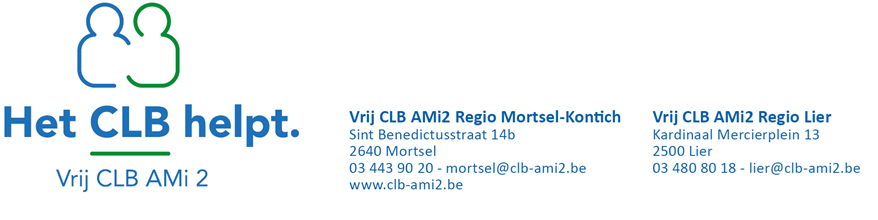 Het CLB helpt.
Vrij CLB AMi 2
Vrij CLB AMi2 Regio Mortsel-Kontich
Sint Benedictusstraat 14b
2640 Mortsel
03 443 90 20 - mortsel@clb-ami2.be
www.clb-ami2.be
Vrij CLB AMi2 Regio Lier
Kardinaal Mercierplein 13
2500 Lier
03 480 80 18 - lier@clb-ami2.be